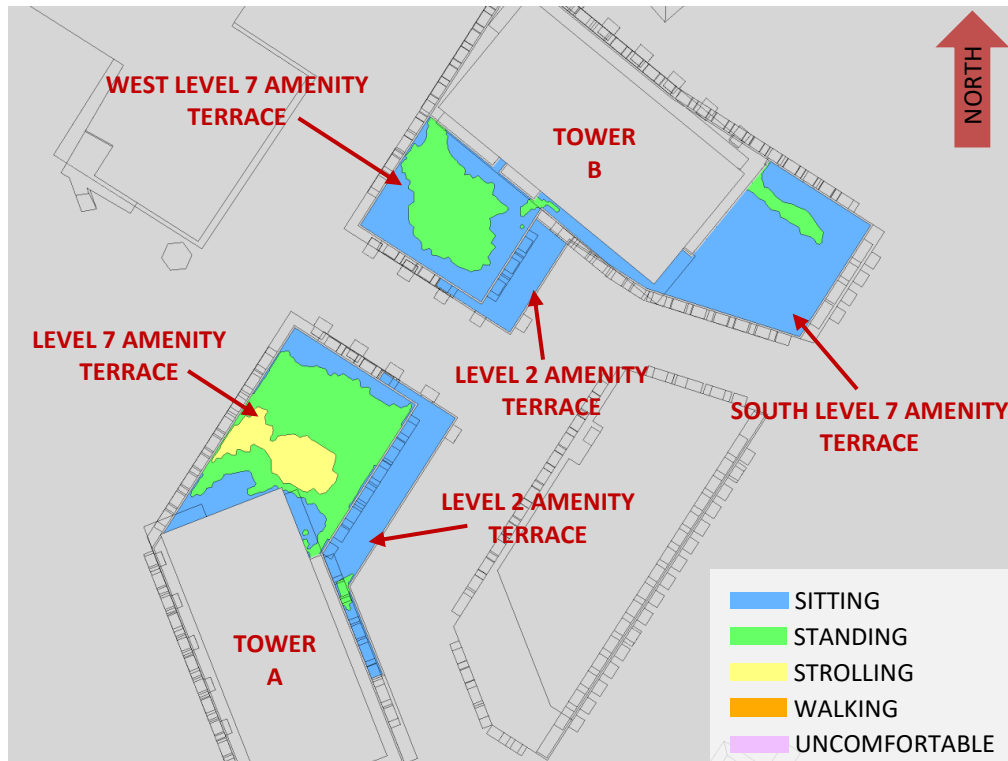 NORTH
WEST LEVEL 7 AMENITY
TERRACE
TOWER
B
LEVEL 7 AMENITY
TERRACE
LEVEL 2 AMENITY
TERRACE
SOUTH LEVEL 7 AMENITY
TERRACE
LEVEL 2 AMENITY
TERRACE
TOWER
A
SITTING
STANDING
STROLLING
WALKING
UNCOMFORTABLE